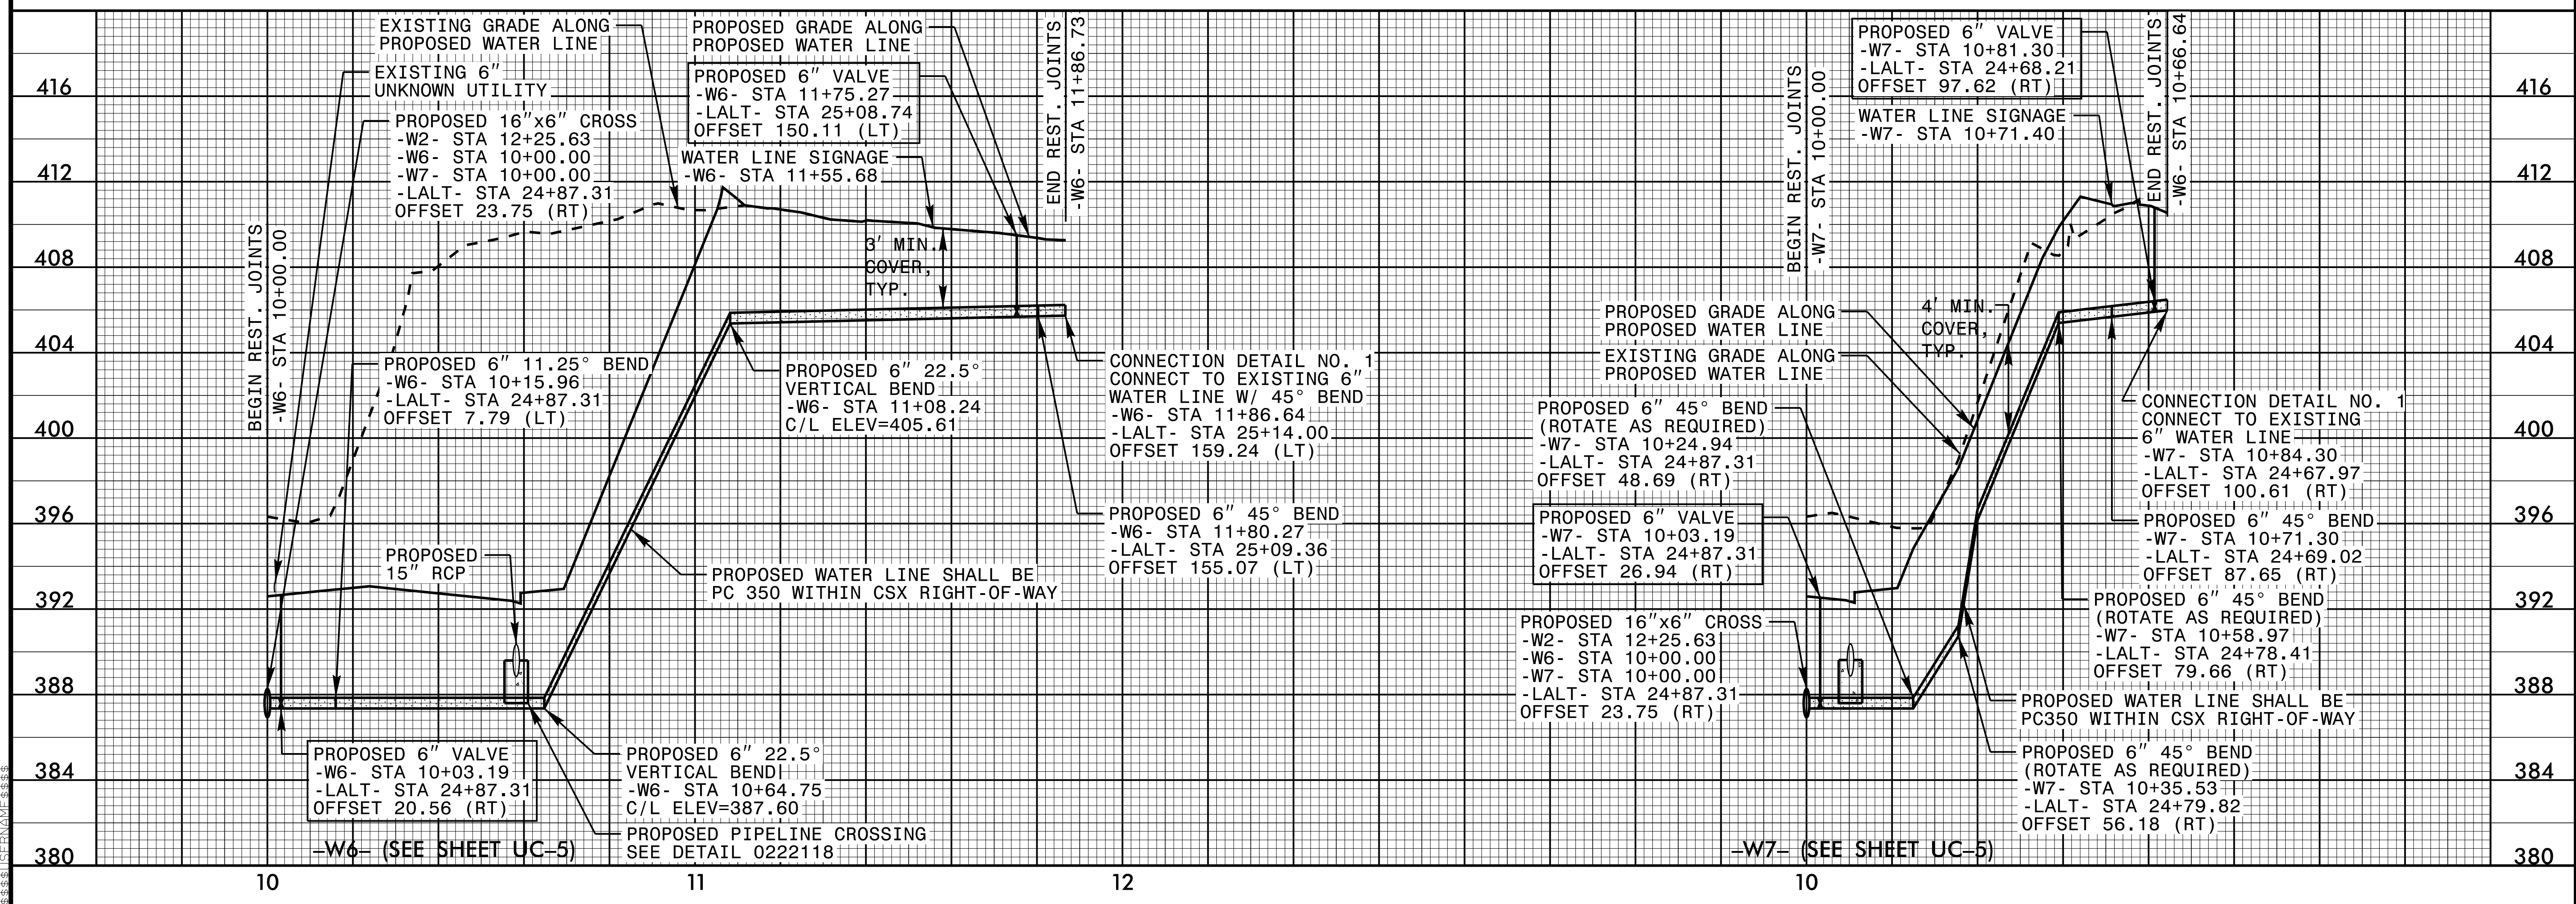 EXISTING GRADE ALONG
PROPOSED WATER LINE
EXISTING 6"
UNKNOWN UTILITY
PROPOSED 16"x6" CROSS
-W2- STA 12+25.63
-W6- STA 10+00.00
-W7- STA 10+00.00
-LALT- STA 24+87.31
OFFSET 23.75 (RT)
PROPOSED GRADE ALONG
PROPOSED WATER LINE
PROPOSED 6" VALVE
-W6- STA 11+75.27
-LALT- STA 25+08.74
OFFSET 150.11 (LT)
WATER LINE SIGNAGE
-W6- STA 11+55.68
END REST. JOINTS
-W6- STA 11+86.73
BEGIN REST. JOINTS
-W6- STA 10+00.00
3' MIN.
COVER,
TYP.
PROPOSED 6" 11.25° BEND
-W6- STA 10+15.96
-LALT- STA 24+87.31
OFFSET 7.79 (LT)
PROPOSED 6" 22.5°
VERTICAL BEND
-W6- STA 11+08.24
C/L ELEV=405.61
CONNECTION DETAIL NO. 1
CONNECT TO EXISTING 6"
WATER LINE W/ 45° BEND
-W6- STA 11+86.64
-LALT- STA 25+14.00
OFFSET 159.24 (LT)
PROPOSED 6" 45° BEND
-W6- STA 11+80.27
-LALT- STA 25+09.36
OFFSET 155.07 (LT)
PROPOSED
15" RCP
PROPOSED WATER LINE SHALL BE
PC 350 WITHIN CSX RIGHT-OF-WAY
PROPOSED 6" VALVE
-W6- STA 10+03.19
-LALT- STA 24+87.31
OFFSET 20.56 (RT)
PROPOSED 6" 22.5°
VERTICAL BEND
-W6- STA 10+64.75
C/L ELEV=387.60
PROPOSED PIPELINE CROSSING
SEE DETAIL 0222118
-W6- (SEE SHEET UC-5)
416
412
408
404
400
396
392
388
384
380
10
11
12
BEGIN REST. JOINTS
-W7- STA 10+00.00
PROPOSED 6" VALVE
-W7- STA 10+81.30
-LALT- STA 24+68.21
OFFSET 97.62 (RT)
WATER LINE SIGNAGE
-W7- STA 10+71.40
END REST. JOINTS
-W6- STA 10+66.64
PROPOSED GRADE ALONG
PROPOSED WATER LINE
EXISTING GRADE ALONG
PROPOSED WATER LINE
4' MIN.
COVER,
TYP.
PROPOSED 6" 45° BEND
(ROTATE AS REQUIRED)
-W7- STA 10+24.94
-LALT- STA 24+87.31
OFFSET 48.69 (RT)
PROPOSED 6" VALVE
-W7- STA 10+03.19
-LALT- STA 24+87.31
OFFSET 26.94 (RT)
PROPOSED 16"x6" CROSS
-W2- STA 12+25.63
-W6- STA 10+00.00
-W7- STA 10+00.00
-LALT- STA 24+87.31
OFFSET 23.75 (RT)
CONNECTION DETAIL NO. 1
CONNECT TO EXISTING
6" WATER LINE
-W7- STA 10+84.30
-LALT- STA 24+67.97
OFFSET 100.61 (RT)
PROPOSED 6" 45° BEND
-W7- STA 10+71.30
-LALT- STA 24+69.02
OFFSET 87.65 (RT)
PROPOSED 6" 45° BEND
(ROTATE AS REQUIRED)
-W7- STA 10+58.97
-LALT- STA 24+78.41
OFFSET 79.66 (RT)
PROPOSED WATER LINE SHALL BE
PC350 WITHIN CSX RIGHT-OF-WAY
PROPOSED 6" 45° BEND
(ROTATE AS REQUIRED)
-W7- STA 10+35.53
-LALT- STA 24+79.82
OFFSET 56.18 (RT)
-W7- (SEE SHEET UC-5)
10
416
412
408
404
400
396
392
388
384
380